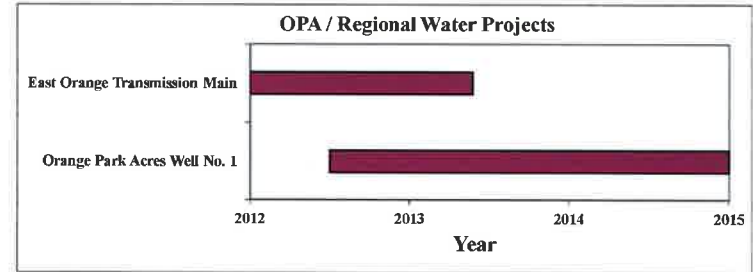 OPA / Regional Water Projects
East Orange Transmission Main
Orange Park Acres Well No. 1
2012 2013 2014 2015
Year